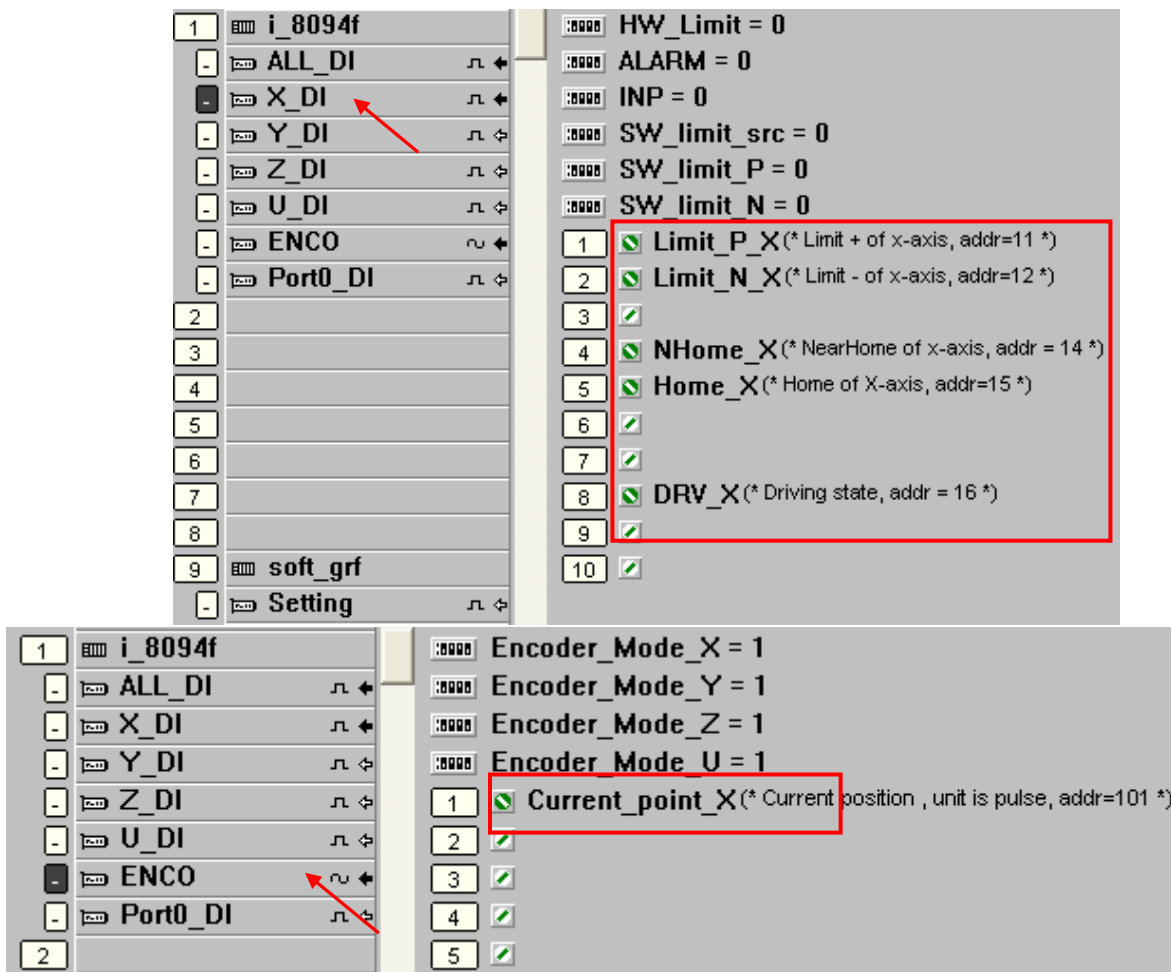 1 i_8094f
- ALL_DI
- X_DI
- Y_DI
- Z_DI
- U_DI
- ENCO
- Port0_DI
2
3
4
5
6
7
8
9 soft_grf
- Setting
HW_Limit = 0
ALARM = 0
INP = 0
SW_limit_src = 0
SW_limit_P = 0
SW_limit_N = 0
1 Limit_P_X (* Limit + of x-axis, addr=11 *)
2 Limit_N_X (* Limit - of x-axis, addr=12 *)
3
4 NHome_X (* NearHome of x-axis, addr = 14 *)
5 Home_X (* Home of X-axis, addr=15 *)
6
7
8 DRV_X (* Driving state, addr = 16 *)
9
10
1 i_8094f
- ALL_DI
- X_DI
- Y_DI
- Z_DI
- U_DI
- ENCO
- Port0_DI
2
Encoder_Mode_X = 1
Encoder_Mode_Y = 1
Encoder_Mode_Z = 1
Encoder_Mode_U = 1
1 Current_point_X (* Current position , unit is pulse, addr=101 *)
2
3
4
5